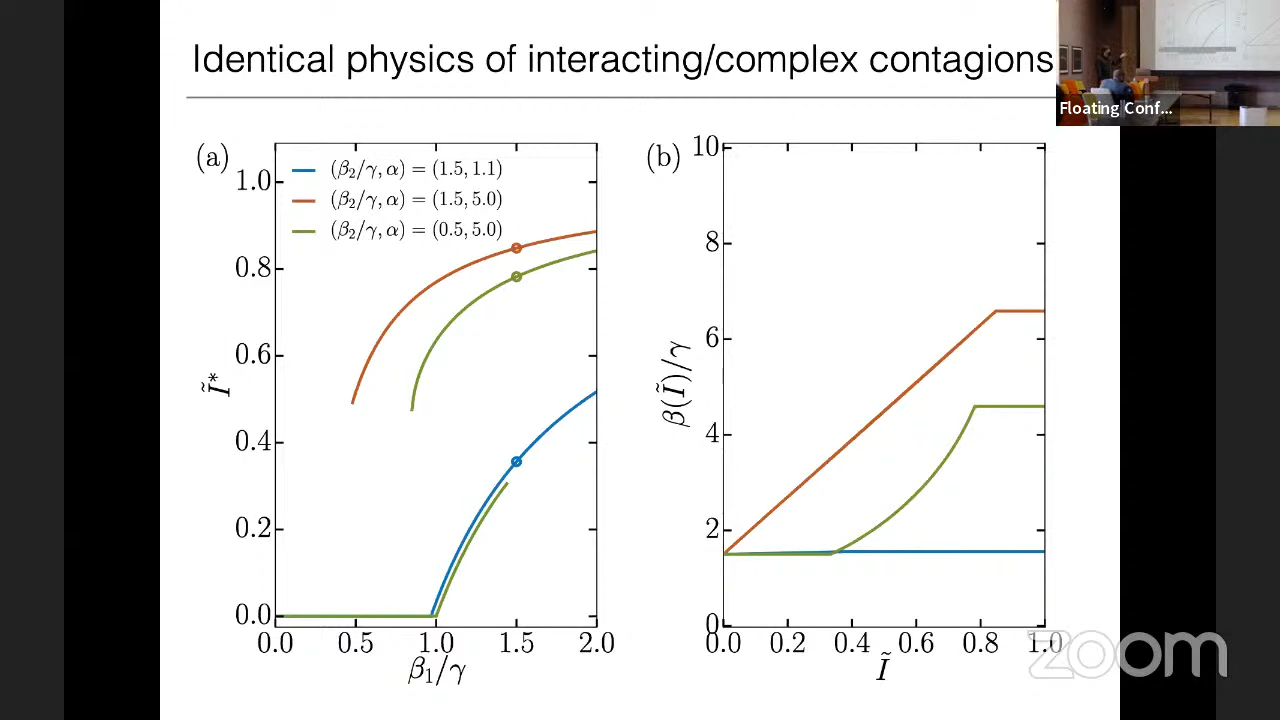 Identical physics of interacting/complex contagions
Floating Conf...
(a)
(β₂/γ, α) = (1.5, 1.1)
(β₂/γ, α) = (1.5, 5.0)
(β₂/γ, α) = (0.5, 5.0)
1.0
0.8
0.6
0.4
0.2
0.0
Ĩ*
0.0 0.5 1.0 1.5 2.0
β₁/γ
(b)
10
8
6
4
2
0
β(Ĩ)/γ
0.0 0.2 0.4 0.6 0.8 1.0
Ĩ
zoom